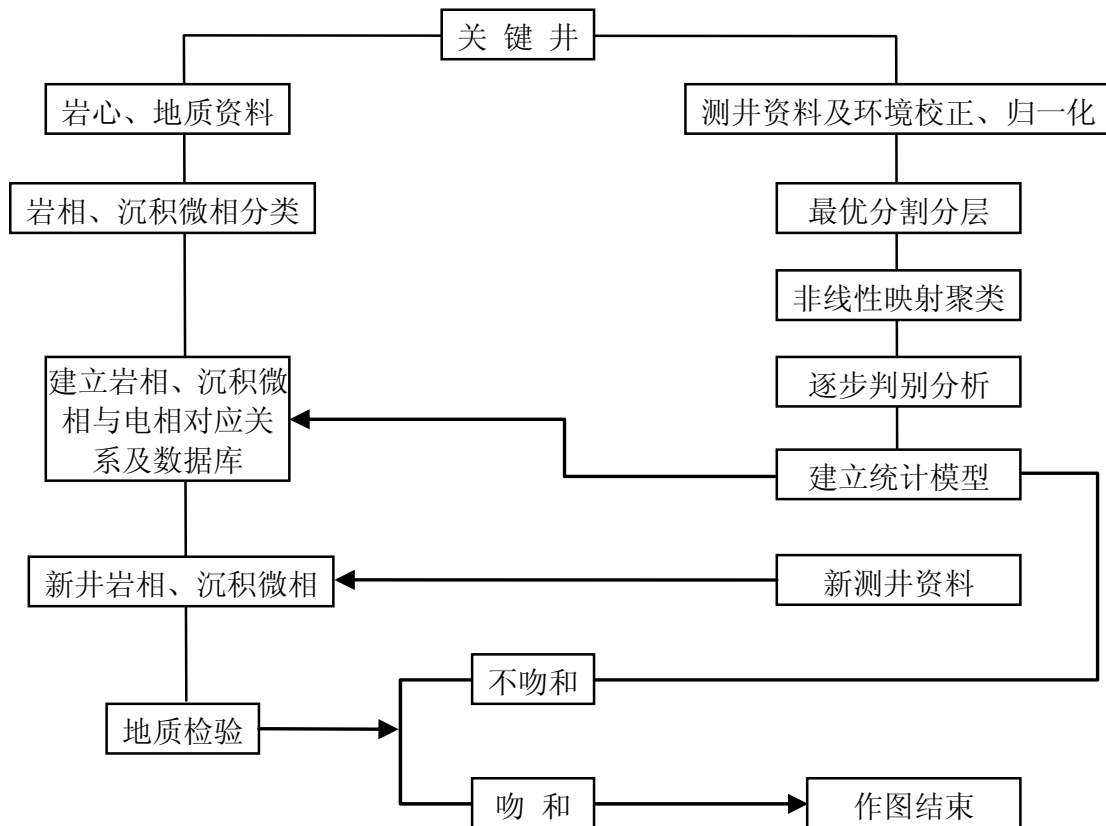 关 键 井
岩心、地质资料
测井资料及环境校正、归一化
岩相、沉积微相分类
最优分割分层
非线性映射聚类
建立岩相、沉积微
相与电相对应关
系及数据库
逐步判别分析
建立统计模型
新井岩相、沉积微相
新测井资料
不吻和
地质检验
吻 和
作图结束